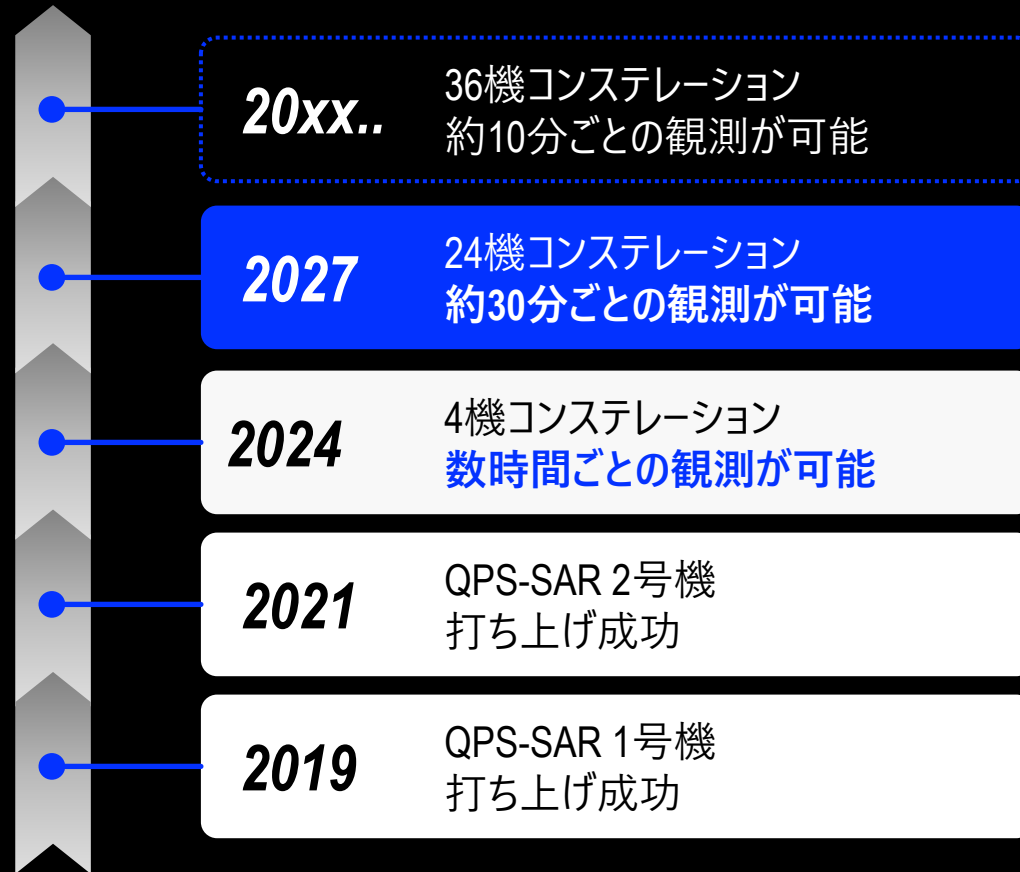 20xx..
36機コンステレーション
約10分ごとの観測が可能
2027
24機コンステレーション
約30分ごとの観測が可能
2024
4機コンステレーション
数時間ごとの観測が可能
2021
QPS-SAR 2号機
打ち上げ成功
2019
QPS-SAR 1号機
打ち上げ成功